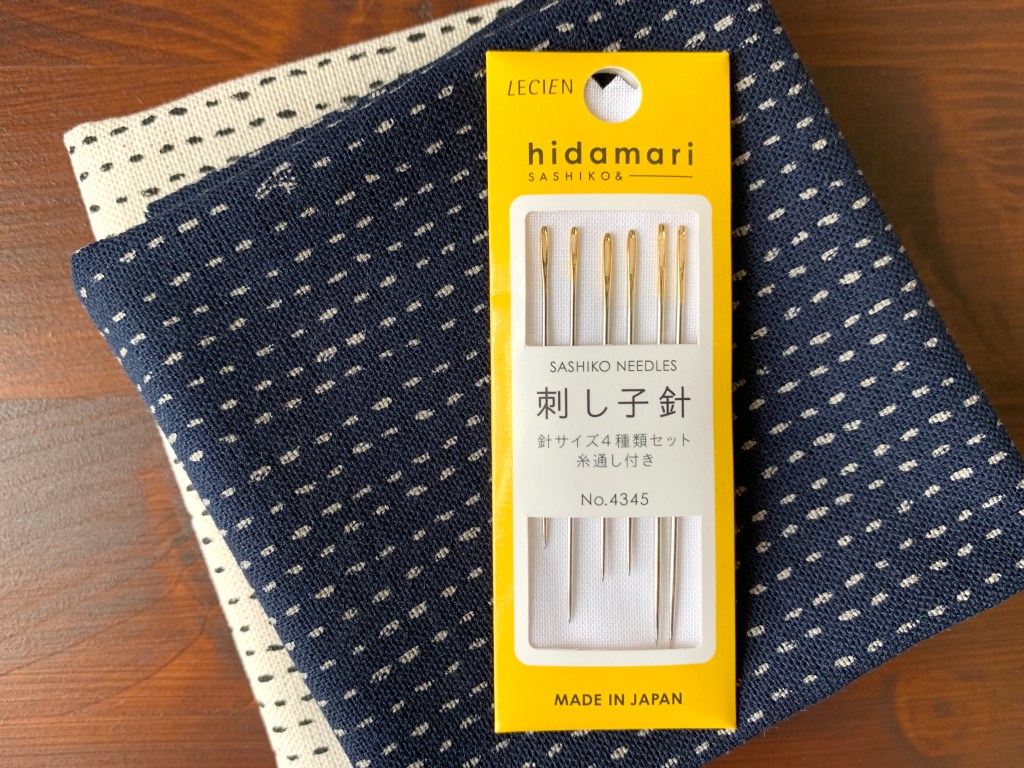 LECIEN
hidamari
SASHIKO&
SASHIKO NEEDLES
刺し子針
針サイズ4種類セット
糸通し付き
No.4345
MADE IN JAPAN